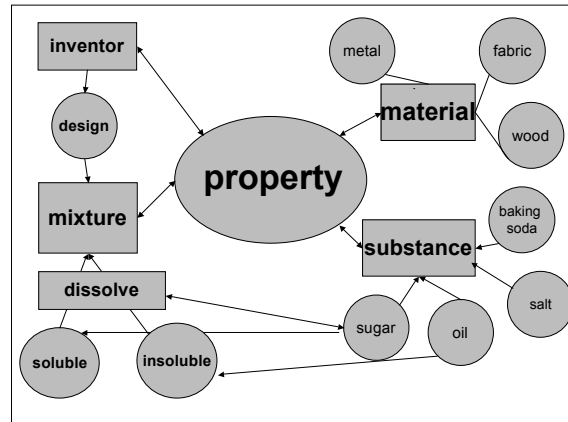 inventor
metal
fabric
design
material
wood
property
mixture
baking
soda
substance
dissolve
salt
sugar
oil
soluble
insoluble